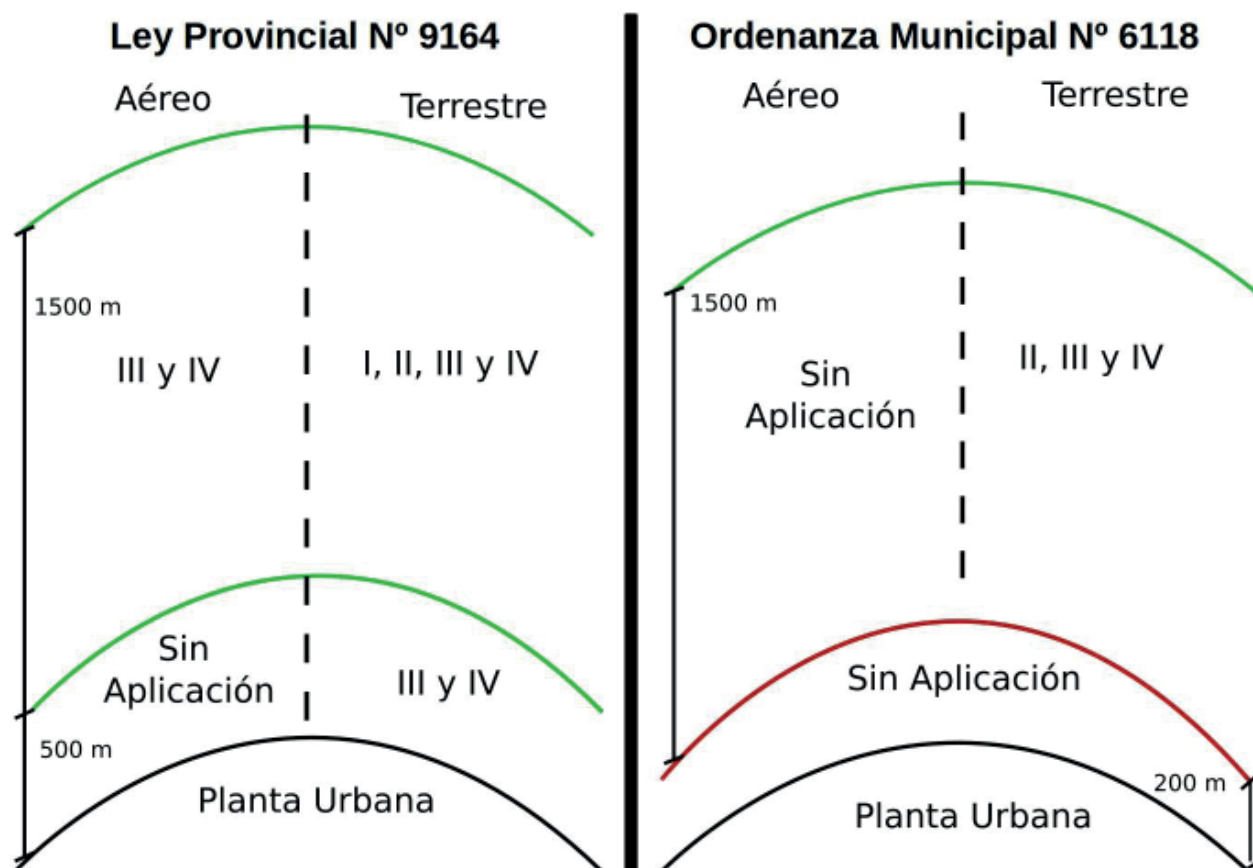 Ley Provincial Nº 9164
Aéreo
Terrestre
1500 m
III y IV
I, II, III y IV
Sin
Aplicación
III y IV
500 m
Planta Urbana
Ordenanza Municipal Nº 6118
Aéreo
Terrestre
1500 m
Sin
Aplicación
II, III y IV
Sin Aplicación
200 m
Planta Urbana